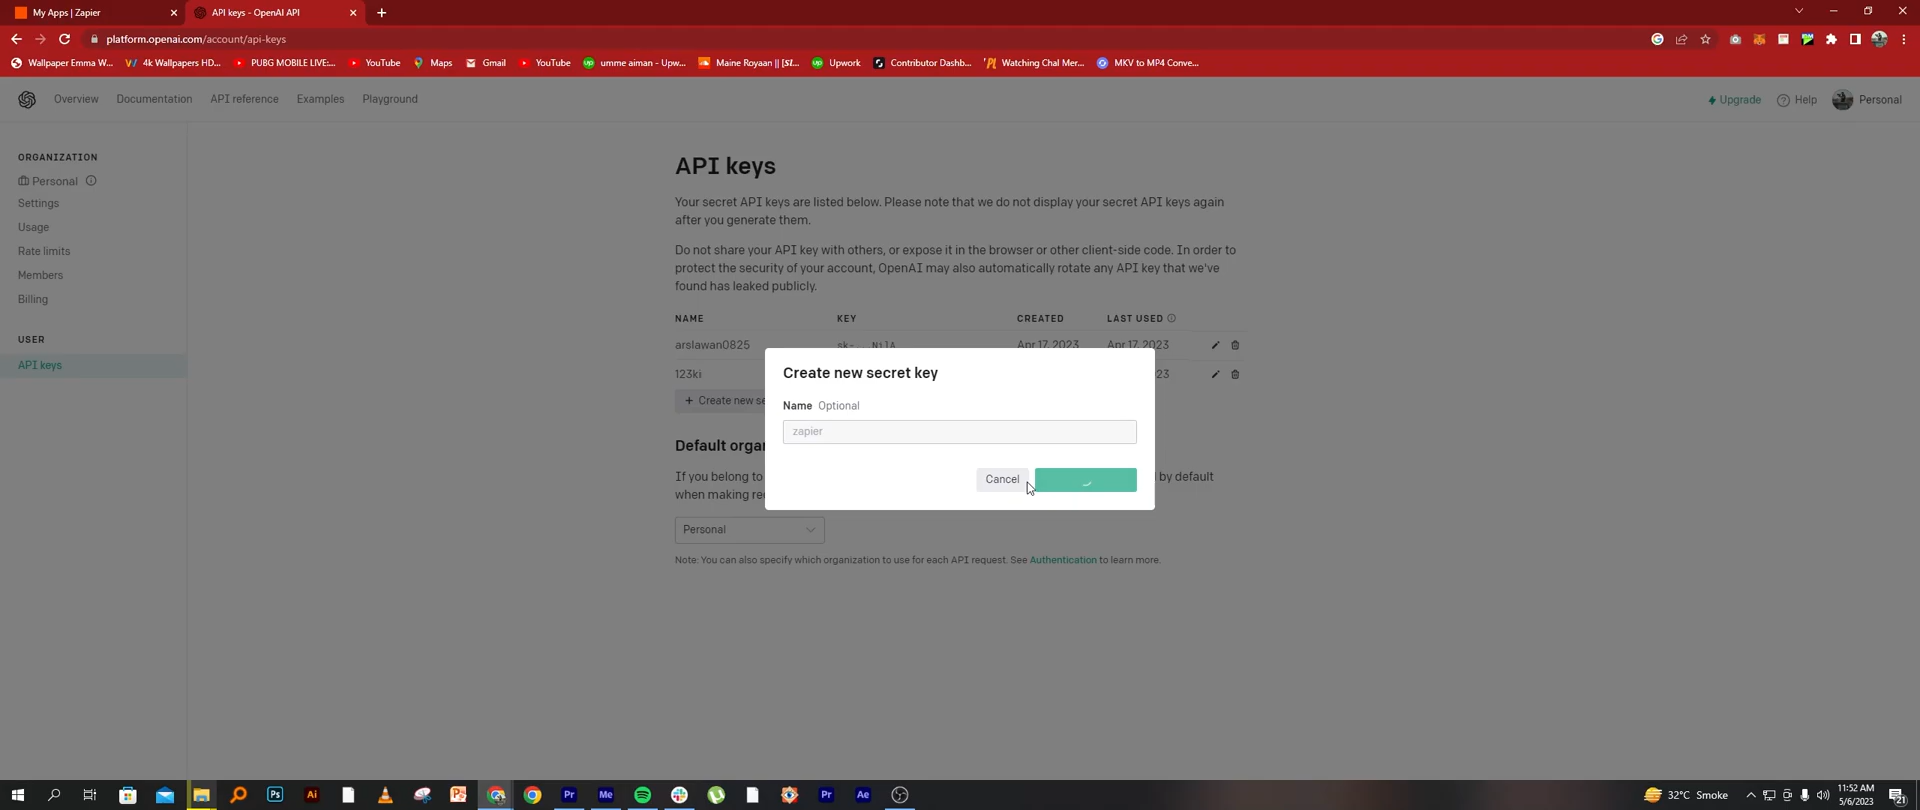 My Apps | Zapier
API keys - OpenAI API
platform.openai.com/account/api-keys
Wallpaper Emma W...
4k Wallpapers HD...
PUBG MOBILE LIVE:...
YouTube
Maps
Gmail
YouTube
umme aiman - Upw...
Maine Royaan || [𝙎𝙇...
Upwork
Contributor Dashb...
Watching Chal Mer...
MKV to MP4 Conve...
Overview
Documentation
API reference
Examples
Playground
Upgrade
Help
Personal
ORGANIZATION
Personal
Settings
Usage
Rate limits
Members
Billing
USER
API keys
API keys
Your secret API keys are listed below. Please note that we do not display your secret API keys again
after you generate them.
Do not share your API key with others, or expose it in the browser or other client-side code. In order to
protect the security of your account, OpenAI may also automatically rotate any API key that we've
found has leaked publicly.
NAME KEY CREATED LAST USED
arslawan0825 sk-...NilA Apr 17, 2023 Apr 17, 2023
123ki 23
+ Create new se
Create new secret key
Name Optional
zapier
Cancel
Default organ
If you belong to by default
when making re
Personal
Note: You can also specify which organization to use for each API request. See Authentication to learn more.
32°C Smoke
11:52 AM
5/6/2023
21